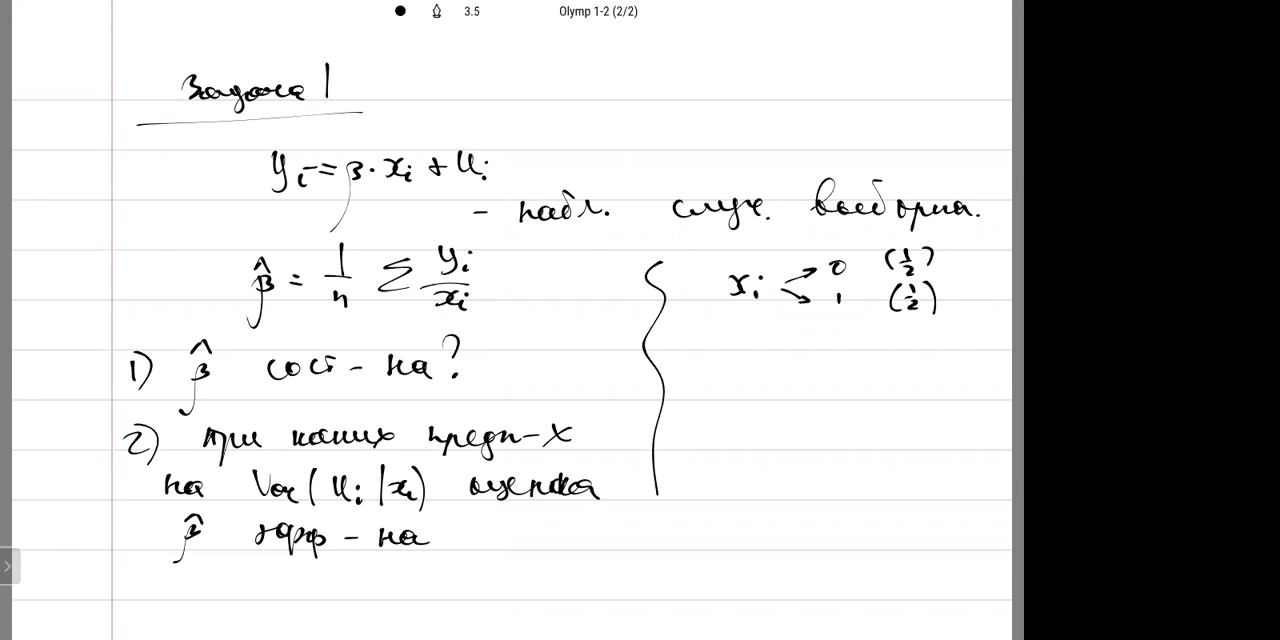 3.5 Olymp 1-2 (2/2)
Задача 1
y_i = β · x_i + u_i
- набл. случ. выборка.
β̂ = 1/n Σ y_i/x_i
x_i < 0 (1/2)
1 (1/2)
1) β̂ сост-на?
2) при каких предп-х
на Var(u_i | x_i) оценка
β̂ эфф-на